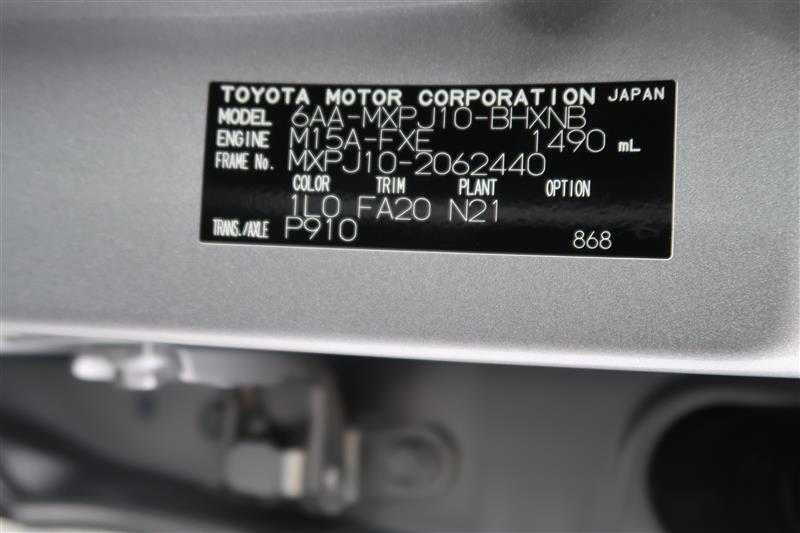 TOYOTA MOTOR CORPORATION JAPAN
MODEL 6AA-MXPJ10-BHXNB
ENGINE M15A-FXE 1490 mL
FRAME No. MXPJ10-2062440
COLOR TRIM PLANT OPTION
1L0 FA20 N21
TRANS./AXLE P910 868